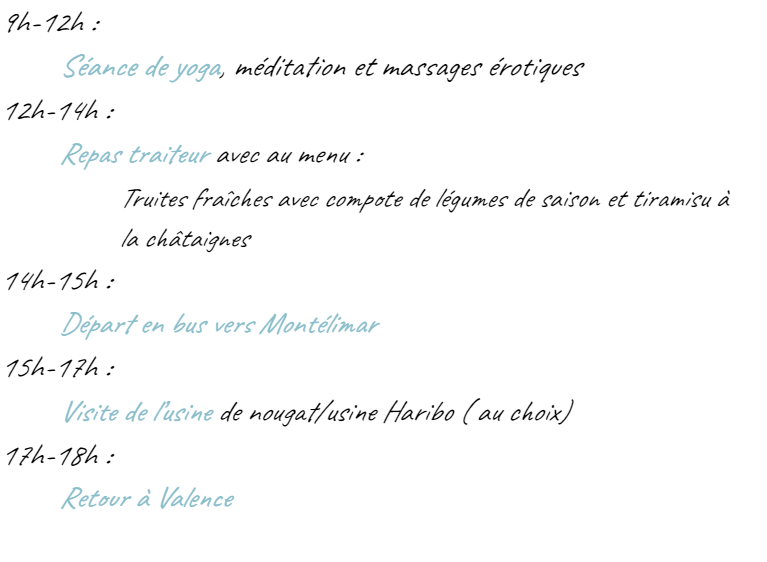 9h-12h :
Séance de yoga, méditation et massages érotiques
12h-14h :
Repas traiteur avec au menu :
Truites fraîches avec compote de légumes de saison et tiramisu à
la châtaignes
14h-15h :
Départ en bus vers Montélimar
15h-17h :
Visite de l'usine de nougat/usine Haribo ( au choix)
17h-18h :
Retour à Valence